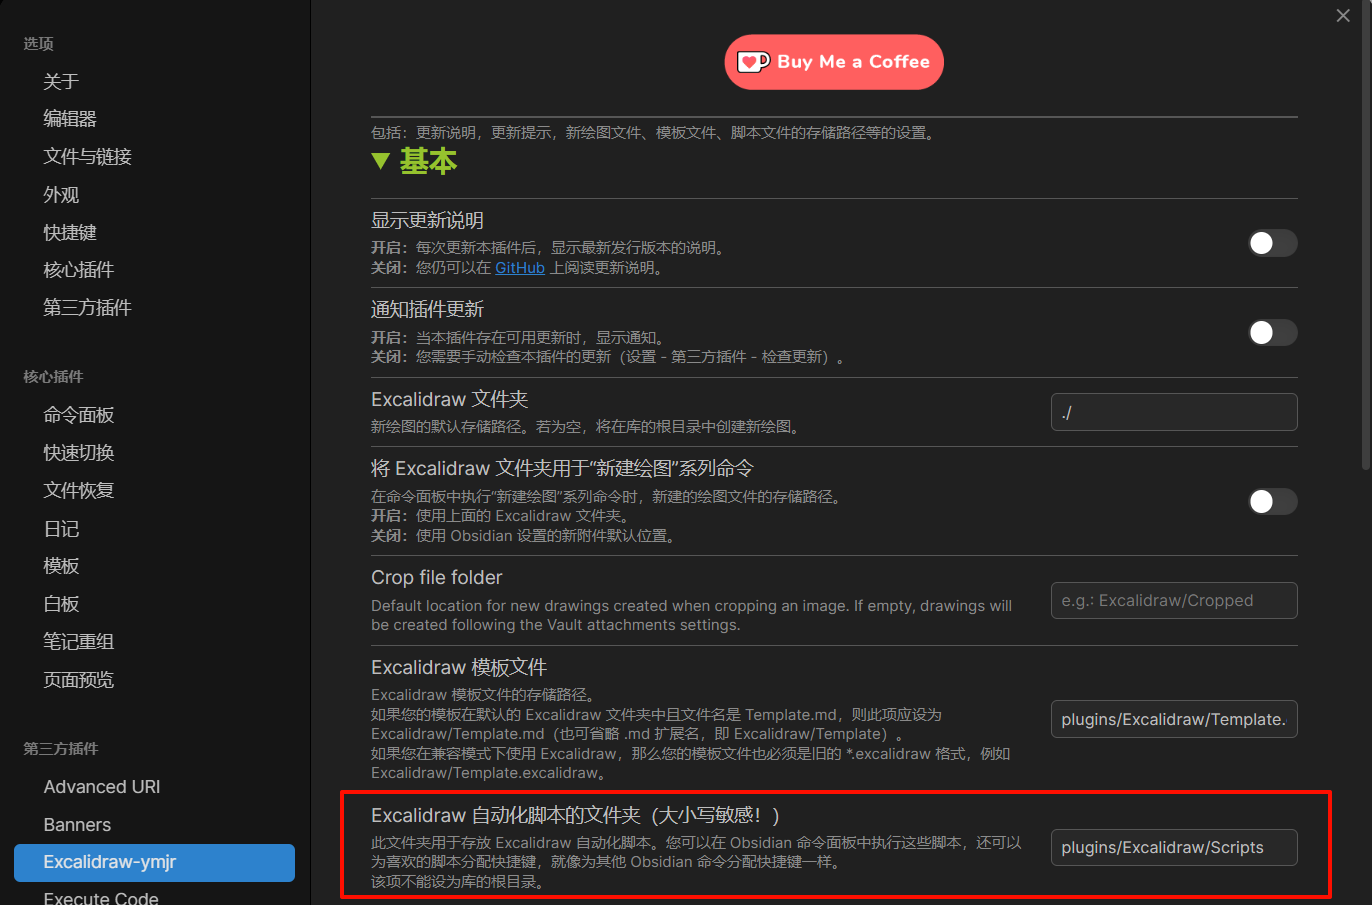 选项
关于
编辑器
文件与链接
外观
快捷键
核心插件
第三方插件
核心插件
命令面板
快速切换
文件恢复
日记
模板
白板
笔记重组
页面预览
第三方插件
Advanced URI
Banners
Excalidraw-ymjr
Execute Code
Buy Me a Coffee
包括：更新说明，更新提示，新绘图文件、模板文件、脚本文件的存储路径等的设置。
▼ 基本
显示更新说明
开启：每次更新本插件后，显示最新发行版本的说明。
关闭：您仍可以在 GitHub 上阅读更新说明。
通知插件更新
开启：当本插件存在可用更新时，显示通知。
关闭：您需要手动检查本插件的更新（设置 - 第三方插件 - 检查更新）。
Excalidraw 文件夹
新绘图的默认存储路径。若为空，将在库的根目录中创建新绘图。
./
将 Excalidraw 文件夹用于“新建绘图”系列命令
在命令面板中执行“新建绘图”系列命令时，新建的绘图文件的存储路径。
开启：使用上面的 Excalidraw 文件夹。
关闭：使用 Obsidian 设置的新附件默认位置。
Crop file folder
Default location for new drawings created when cropping an image. If empty, drawings will
be created following the Vault attachments settings.
e.g.: Excalidraw/Cropped
Excalidraw 模板文件
Excalidraw 模板文件的存储路径。
如果您的模板在默认的 Excalidraw 文件夹中且文件名是 Template.md，则此项应设为
Excalidraw/Template.md（也可省略 .md 扩展名，即 Excalidraw/Template）。
如果您在兼容模式下使用 Excalidraw，那么您的模板文件也必须是旧的 *.excalidraw 格式，例如
Excalidraw/Template.excalidraw。
plugins/Excalidraw/Template.
Excalidraw 自动化脚本的文件夹（大小写敏感！）
此文件夹用于存放 Excalidraw 自动化脚本。您可以在 Obsidian 命令面板中执行这些脚本，还可以
为喜欢的脚本分配快捷键，就像为其他 Obsidian 命令分配快捷键一样。
该项不能设为库的根目录。
plugins/Excalidraw/Scripts